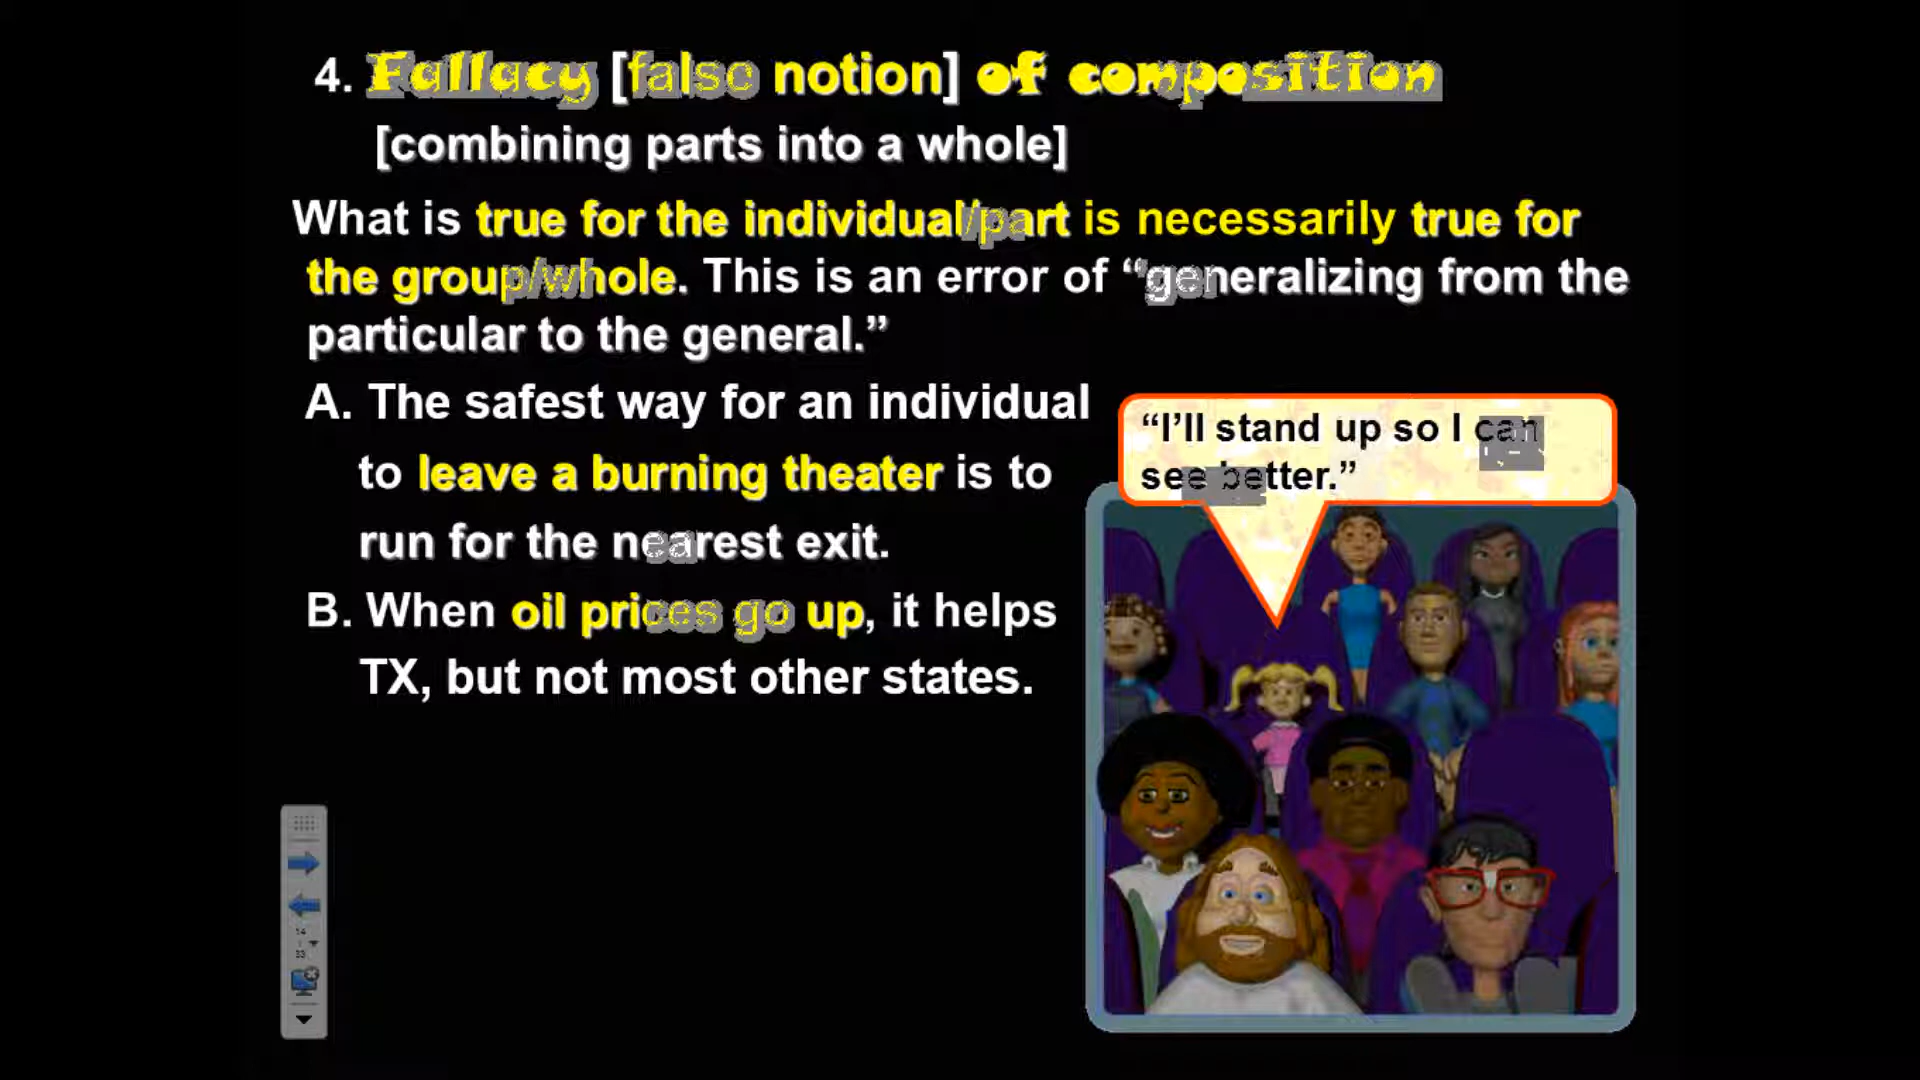 4. Fallacy [false notion] of composition
[combining parts into a whole]
What is true for the individual/part is necessarily true for
the group/whole. This is an error of “generalizing from the
particular to the general.”
A. The safest way for an individual
to leave a burning theater is to
run for the nearest exit.
B. When oil prices go up, it helps
TX, but not most other states.
“I’ll stand up so I can
see better.”
14
33